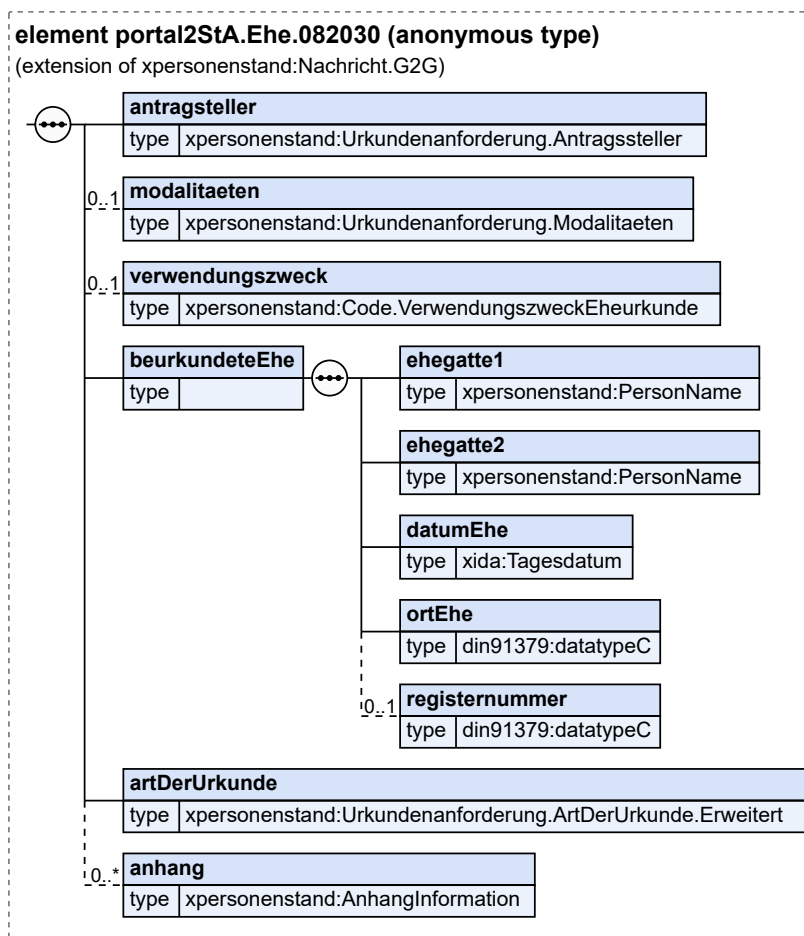 element portal2StA.Ehe.082030 (anonymous type)
(extension of xpersonenstand:Nachricht.G2G)
antragsteller
type xpersonenstand:Urkundenanforderung.Antragssteller
0..1 modalitaeten
type xpersonenstand:Urkundenanforderung.Modalitaeten
0..1 verwendungszweck
type xpersonenstand:Code.VerwendungszweckEheurkunde
beurkundeteEhe
type
ehegatte1
type xpersonenstand:PersonName
ehegatte2
type xpersonenstand:PersonName
datumEhe
type xida:Tagesdatum
ortEhe
type din91379:datatypeC
0..1 registernummer
type din91379:datatypeC
artDerUrkunde
type xpersonenstand:Urkundenanforderung.ArtDerUrkunde.Erweitert
0..* anhang
type xpersonenstand:AnhangInformation